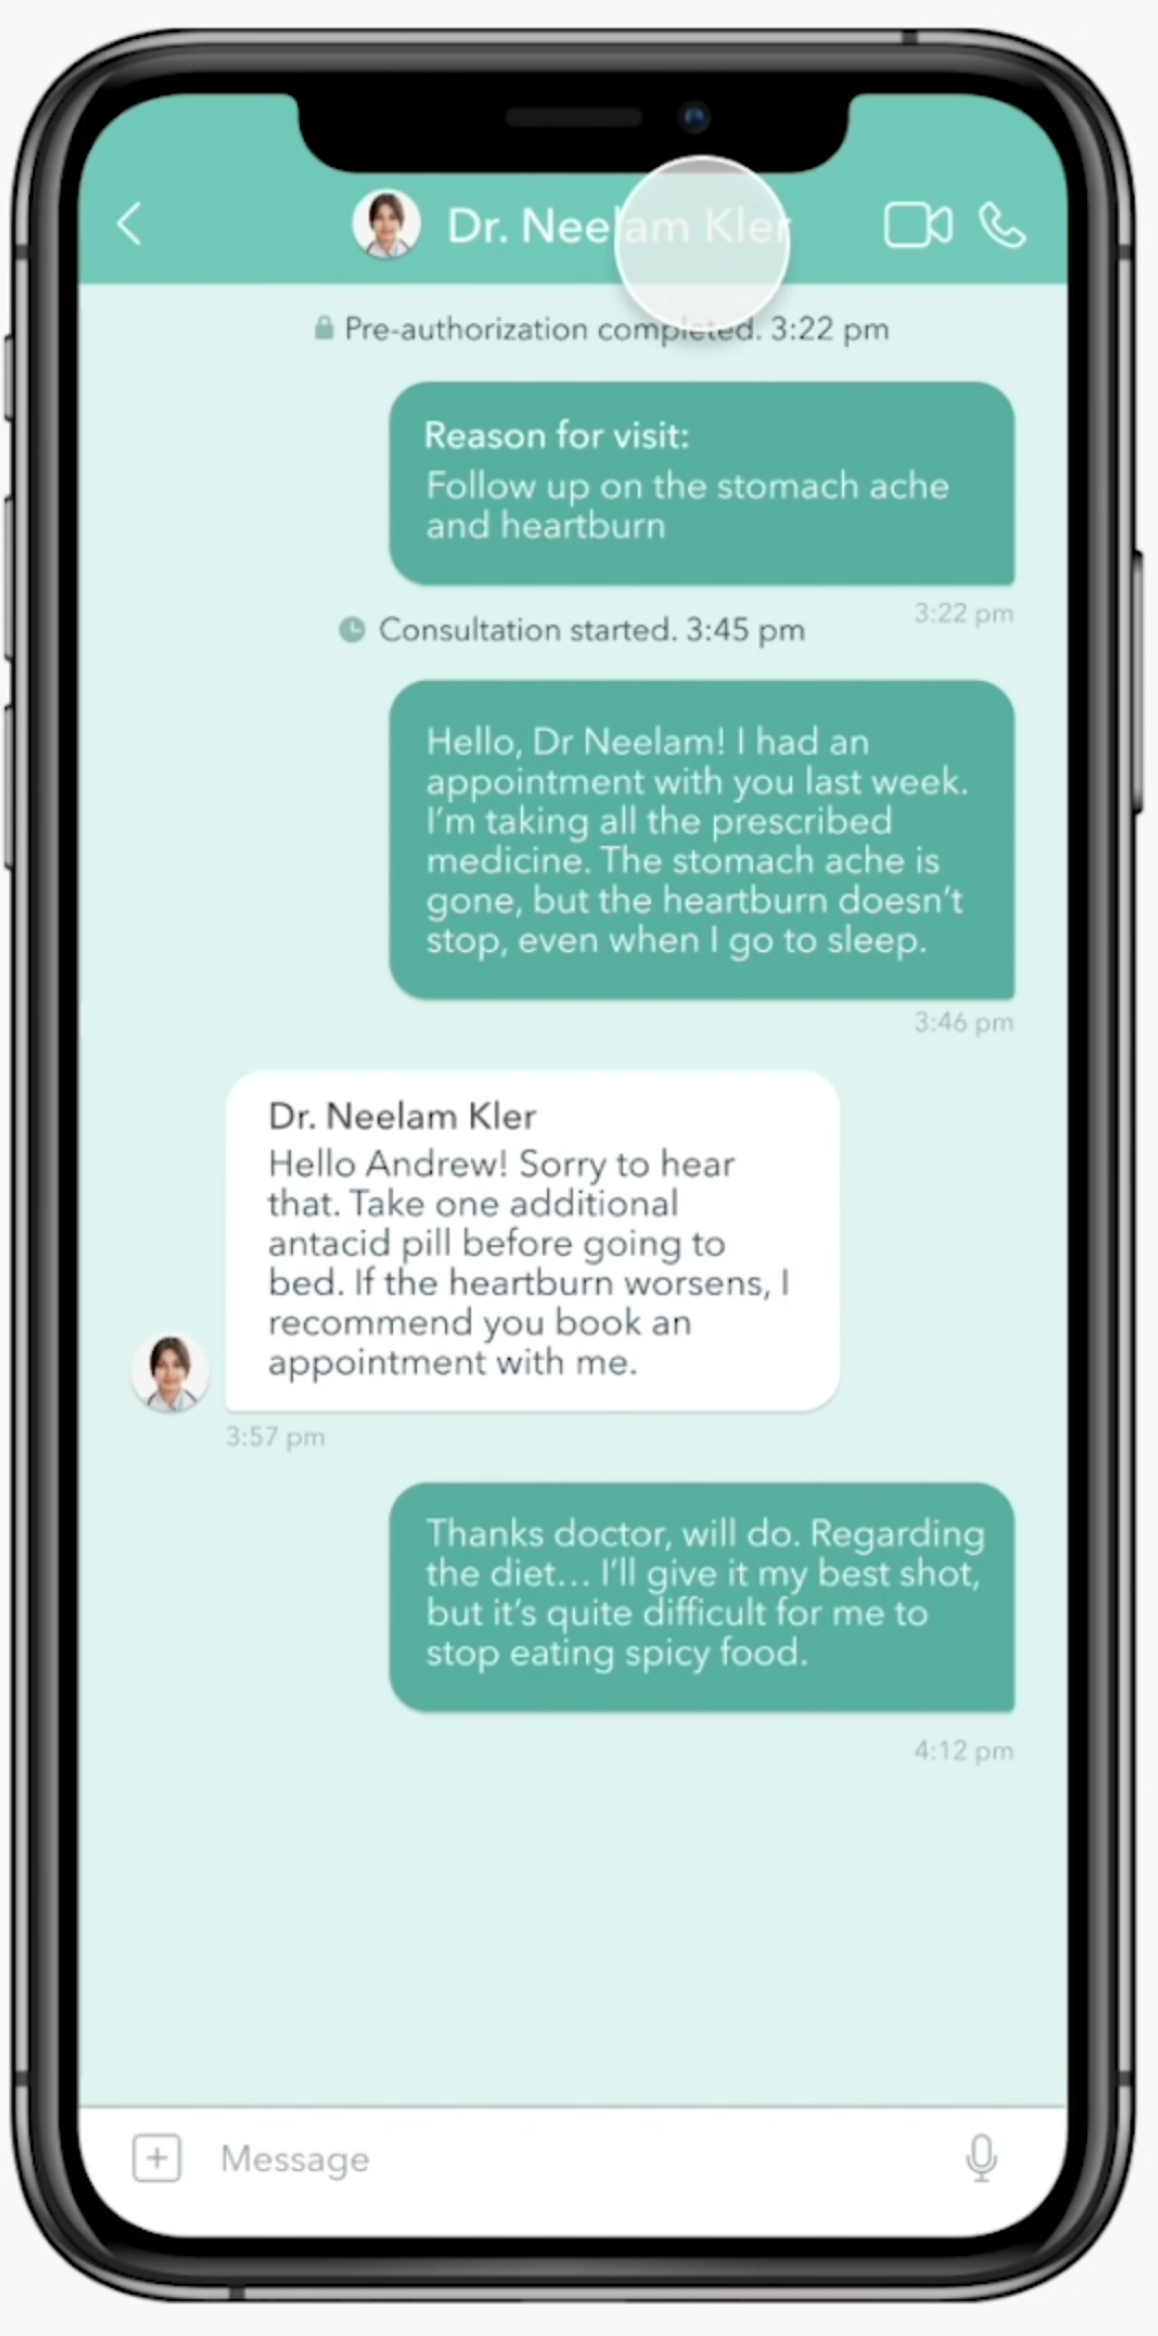 Dr. Neelam Kler
Pre-authorization completed. 3:22 pm
Reason for visit:
Follow up on the stomach ache
and heartburn
3:22 pm
Consultation started. 3:45 pm
Hello, Dr Neelam! I had an
appointment with you last week.
I’m taking all the prescribed
medicine. The stomach ache is
gone, but the heartburn doesn’t
stop, even when I go to sleep.
3:46 pm
Dr. Neelam Kler
Hello Andrew! Sorry to hear
that. Take one additional
antacid pill before going to
bed. If the heartburn worsens, I
recommend you book an
appointment with me.
3:57 pm
Thanks doctor, will do. Regarding
the diet... I’ll give it my best shot,
but it’s quite difficult for me to
stop eating spicy food.
4:12 pm
Message